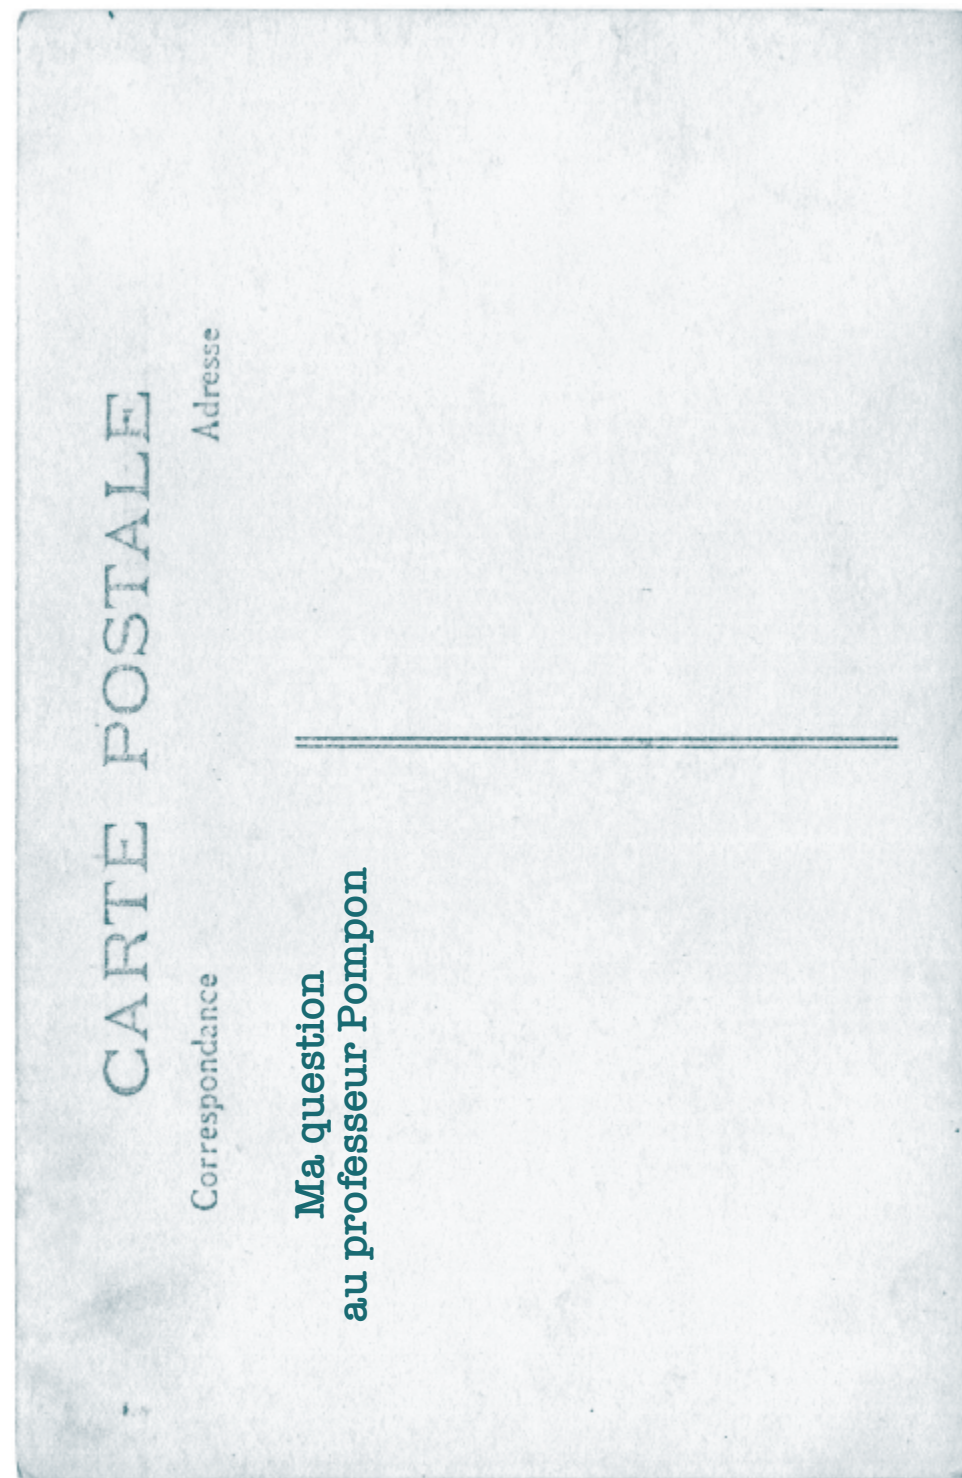 CARTE POSTALE
Correspondance
Adresse
Ma question
au professeur Pompon